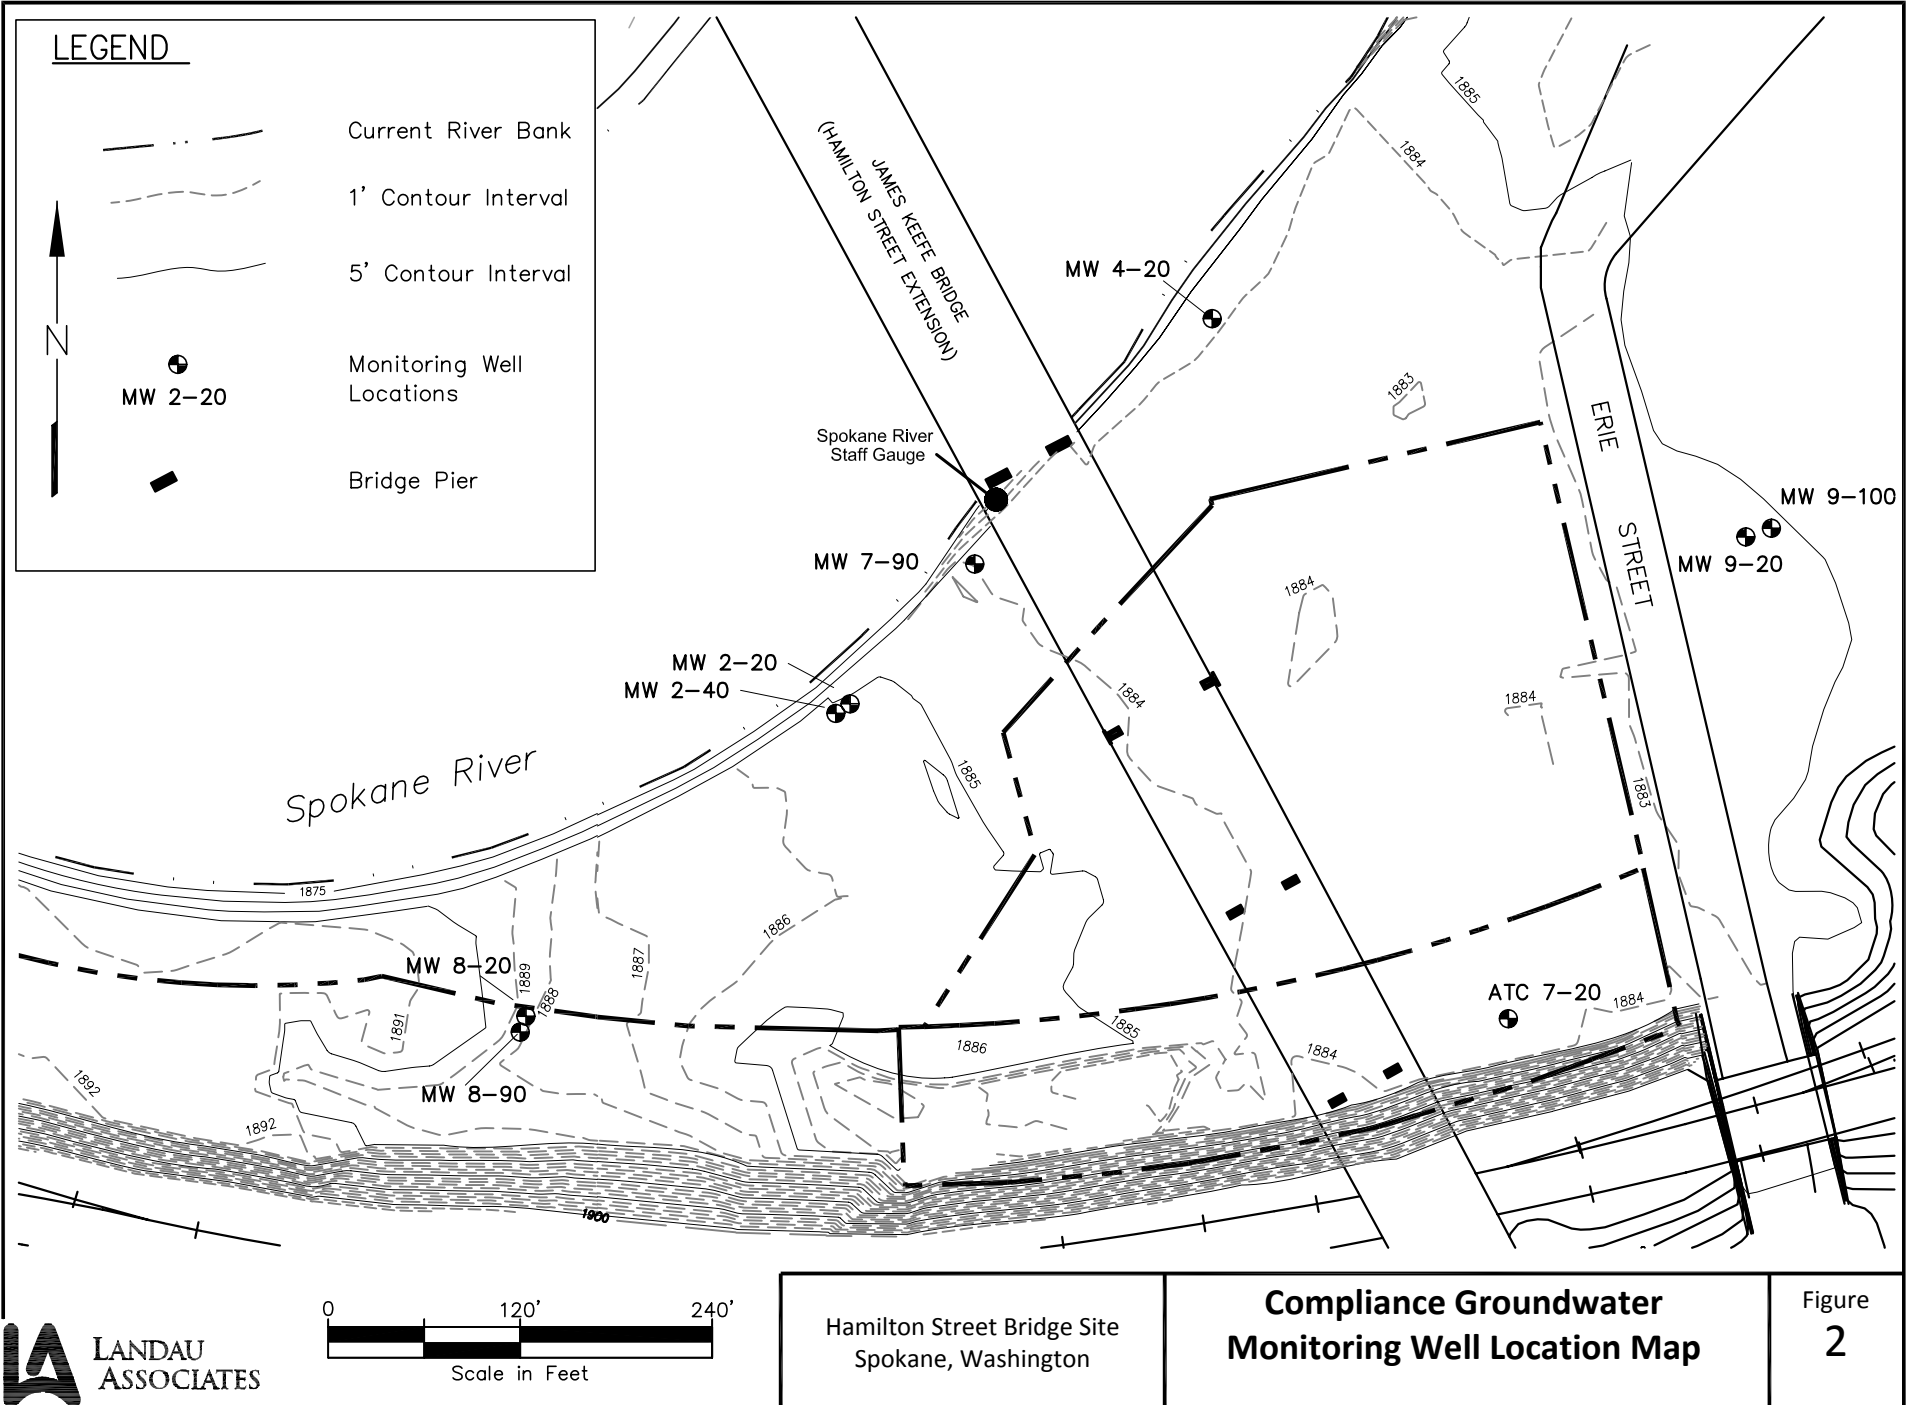 LEGEND
Current River Bank
1' Contour Interval
5' Contour Interval
N
Monitoring Well
Locations
MW 2-20
Bridge Pier
JAMES KEEFE BRIDGE
(HAMILTON STREET EXTENSION)
1885
1884
MW 4-20
1883
ERIE STREET
Spokane River
Staff Gauge
MW 9-100
MW 9-20
MW 7-90
1884
MW 2-20
MW 2-40
1884
1884
Spokane River
1885
1883
1875
1886
1887
MW 8-20
1889
1888
1891
ATC 7-20
1884
1885
1886
1884
1892
MW 8-90
1892
1900
0
120'
240'
Scale in Feet
LANDAU
ASSOCIATES
Hamilton Street Bridge Site
Spokane, Washington
Compliance Groundwater
Monitoring Well Location Map
Figure
2